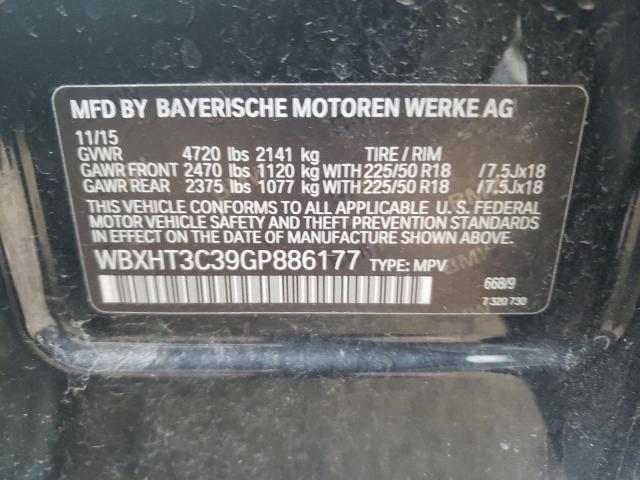 MFD BY BAYERISCHE MOTOREN WERKE AG
11/15
GVWR 4720 lbs 2141 kg TIRE / RIM
GAWR FRONT 2470 lbs 1120 kg WITH 225/50 R18 /7.5Jx18
GAWR REAR 2375 lbs 1077 kg WITH 225/50 R18 /7.5Jx18
THIS VEHICLE CONFORMS TO ALL APPLICABLE U. S. FEDERAL
MOTOR VEHICLE SAFETY AND THEFT PREVENTION STANDARDS
IN EFFECT ON THE DATE OF MANUFACTURE SHOWN ABOVE.
WBXHT3C39GP886177 TYPE: MPV
668/9
7 320 730